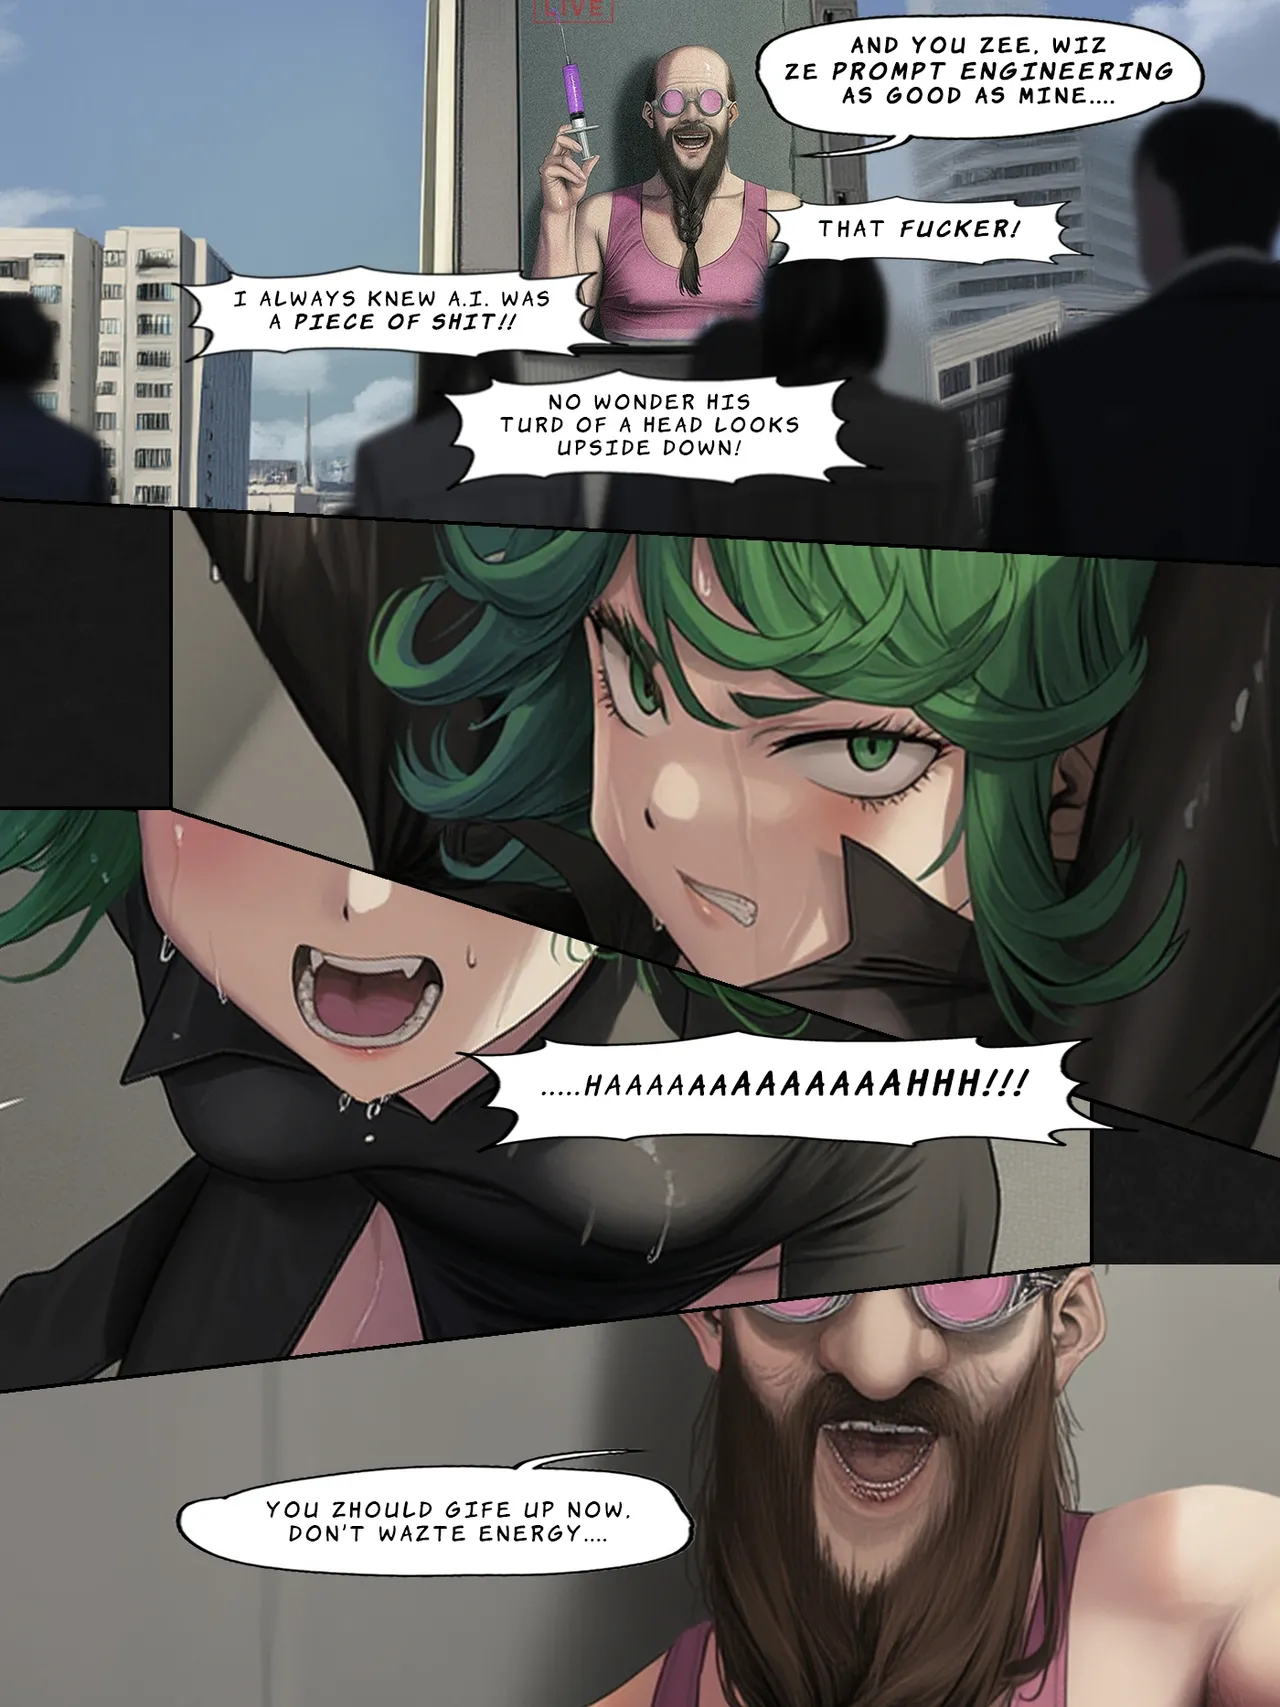 LIVE
AND YOU ZEE, WIZ
ZE PROMPT ENGINEERING
AS GOOD AS MINE....
THAT FUCKER!
I ALWAYS KNEW A.I. WAS
A PIECE OF SHIT!!
NO WONDER HIS
TURD OF A HEAD LOOKS
UPSIDE DOWN!
.....HAAAAAAAAAAAAAHHH!!!
YOU ZHOULD GIFE UP NOW.
DON'T WAZTE ENERGY....